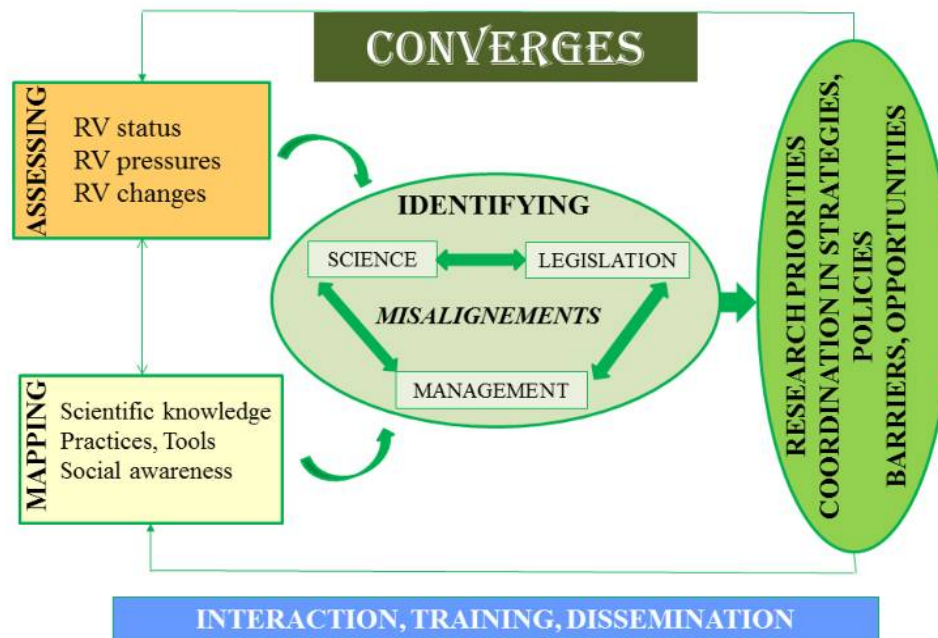 CONVERGES
ASSESSING
RV status
RV pressures
RV changes
MAPPING
Scientific knowledge
Practices, Tools
Social awareness
IDENTIFYING
SCIENCE
LEGISLATION
MISALIGNEMENTS
MANAGEMENT
RESEARCH PRIORITIES
COORDINATION IN STRATEGIES,
POLICIES
BARRIERS, OPPORTUNITIES
INTERACTION, TRAINING, DISSEMINATION